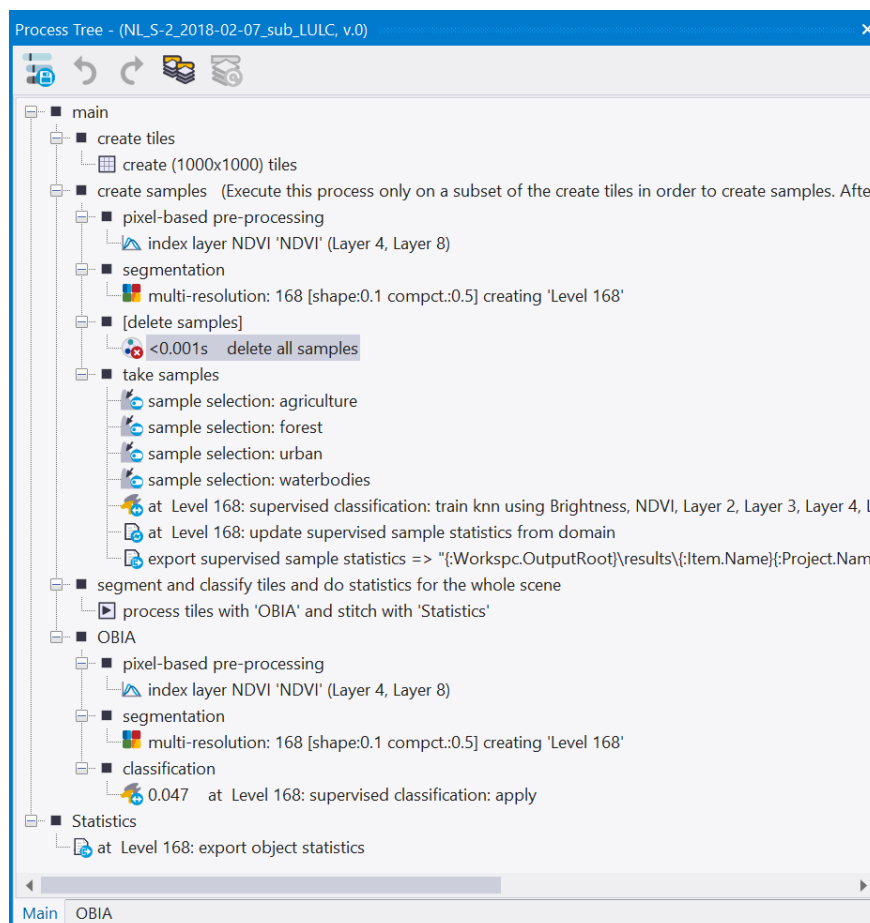 Process Tree - (NL_S-2_2018-02-07_sub_LULC, v.0)
main
create tiles
create (1000x1000) tiles
create samples (Execute this process only on a subset of the create tiles in order to create samples. Afte
pixel-based pre-processing
index layer NDVI 'NDVI' (Layer 4, Layer 8)
segmentation
multi-resolution: 168 [shape:0.1 compct.:0.5] creating 'Level 168'
[delete samples]
<0.001s delete all samples
take samples
sample selection: agriculture
sample selection: forest
sample selection: urban
sample selection: waterbodies
at Level 168: supervised classification: train knn using Brightness, NDVI, Layer 2, Layer 3, Layer 4, L
at Level 168: update supervised sample statistics from domain
export supervised sample statistics => "{:Workspc.OutputRoot}\results\{:Item.Name}{:Project.Nam
segment and classify tiles and do statistics for the whole scene
process tiles with 'OBIA' and stitch with 'Statistics'
OBIA
pixel-based pre-processing
index layer NDVI 'NDVI' (Layer 4, Layer 8)
segmentation
multi-resolution: 168 [shape:0.1 compct.:0.5] creating 'Level 168'
classification
0.047 at Level 168: supervised classification: apply
Statistics
at Level 168: export object statistics
Main OBIA